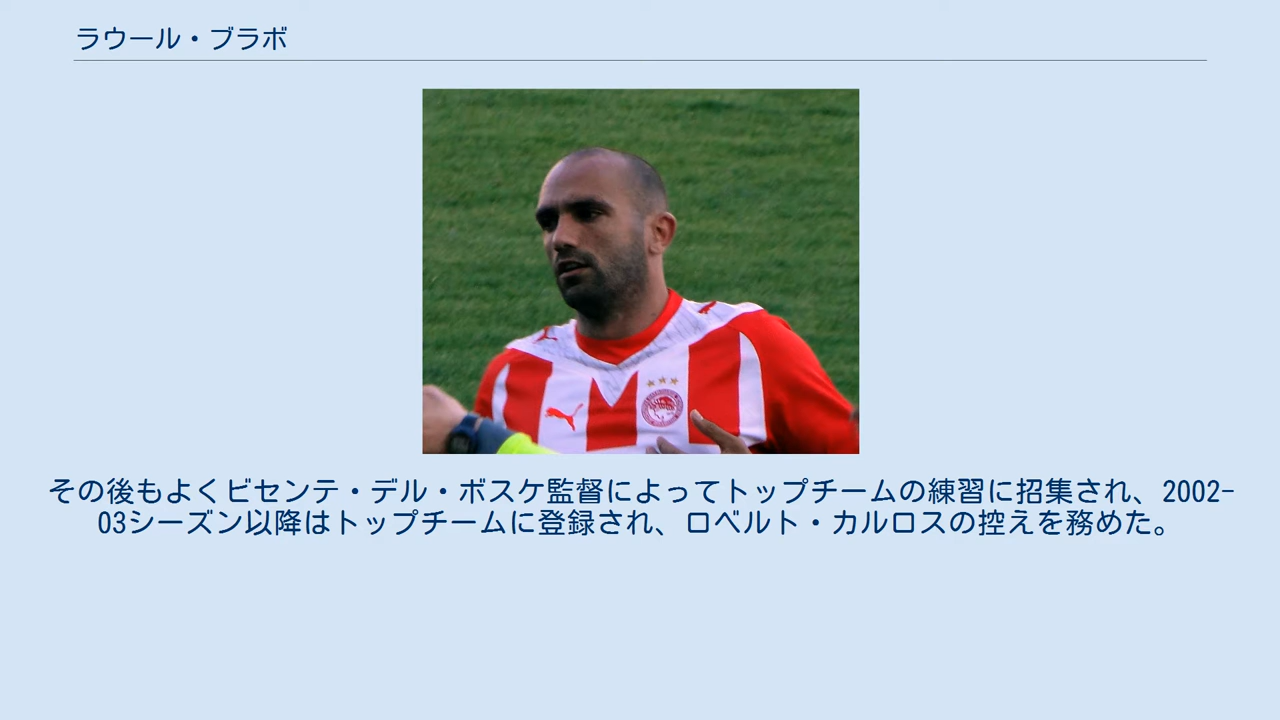 ラウール・ブラボ
その後もよくビセンテ・デル・ボスケ監督によってトップチームの練習に招集され、2002-
03シーズン以降はトップチームに登録され、ロベルト・カルロスの控えを務めた。